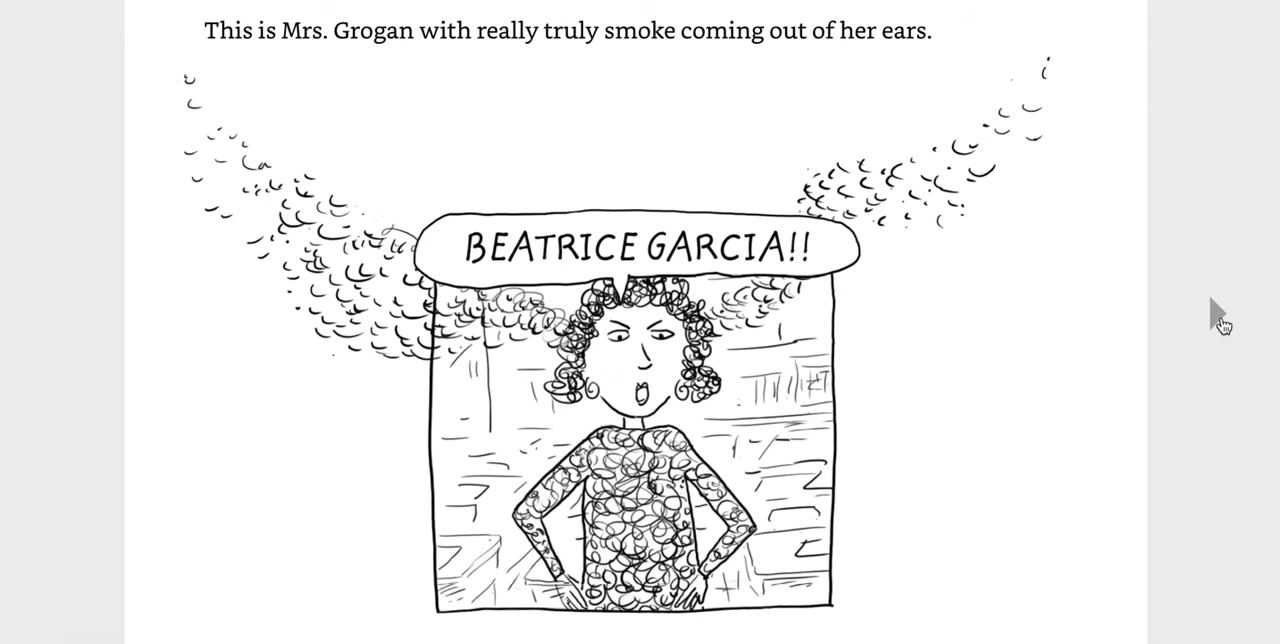 This is Mrs. Grogan with really truly smoke coming out of her ears.
BEATRICE GARCIA!!